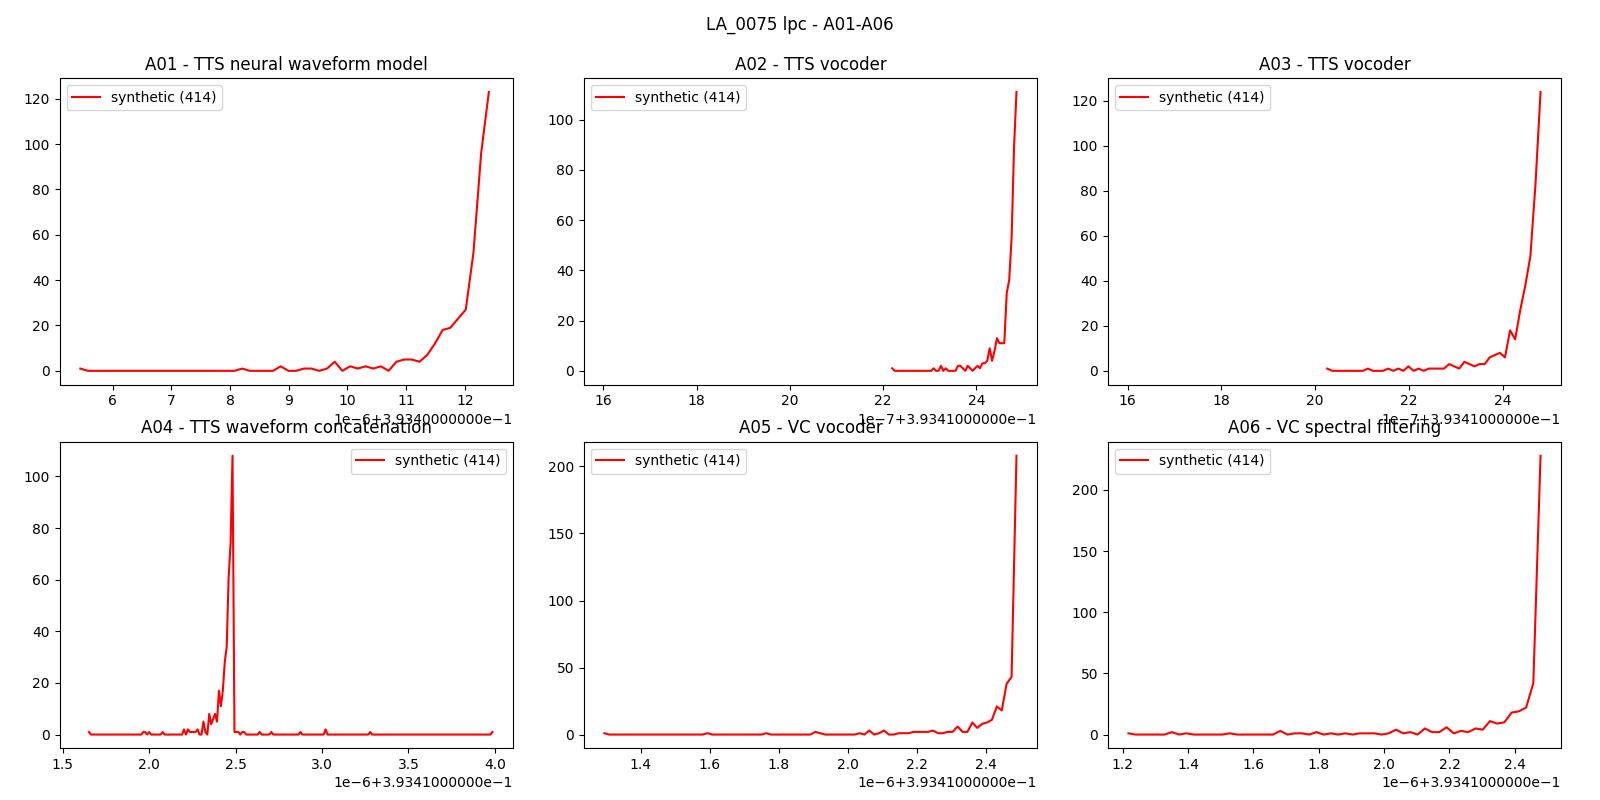 LA_0075 lpc - A01-A06
A01 - TTS neural waveform model
synthetic (414)
120
100
80
60
40
20
0
6 7 8 9 10 11 12
1e-6+3.9341000000e-1
A02 - TTS vocoder
synthetic (414)
100
80
60
40
20
0
16 18 20 22 24
1e-7+3.9341000000e-1
A03 - TTS vocoder
synthetic (414)
120
100
80
60
40
20
0
16 18 20 22 24
1e-7+3.9341000000e-1
A04 - TTS waveform concatenation
synthetic (414)
100
80
60
40
20
0
1.5 2.0 2.5 3.0 3.5 4.0
1e-6+3.9341000000e-1
A05 - VC vocoder
synthetic (414)
200
150
100
50
0
1.4 1.6 1.8 2.0 2.2 2.4
1e-6+3.9341000000e-1
A06 - VC spectral filtering
synthetic (414)
200
150
100
50
0
1.2 1.4 1.6 1.8 2.0 2.2 2.4
1e-6+3.9341000000e-1